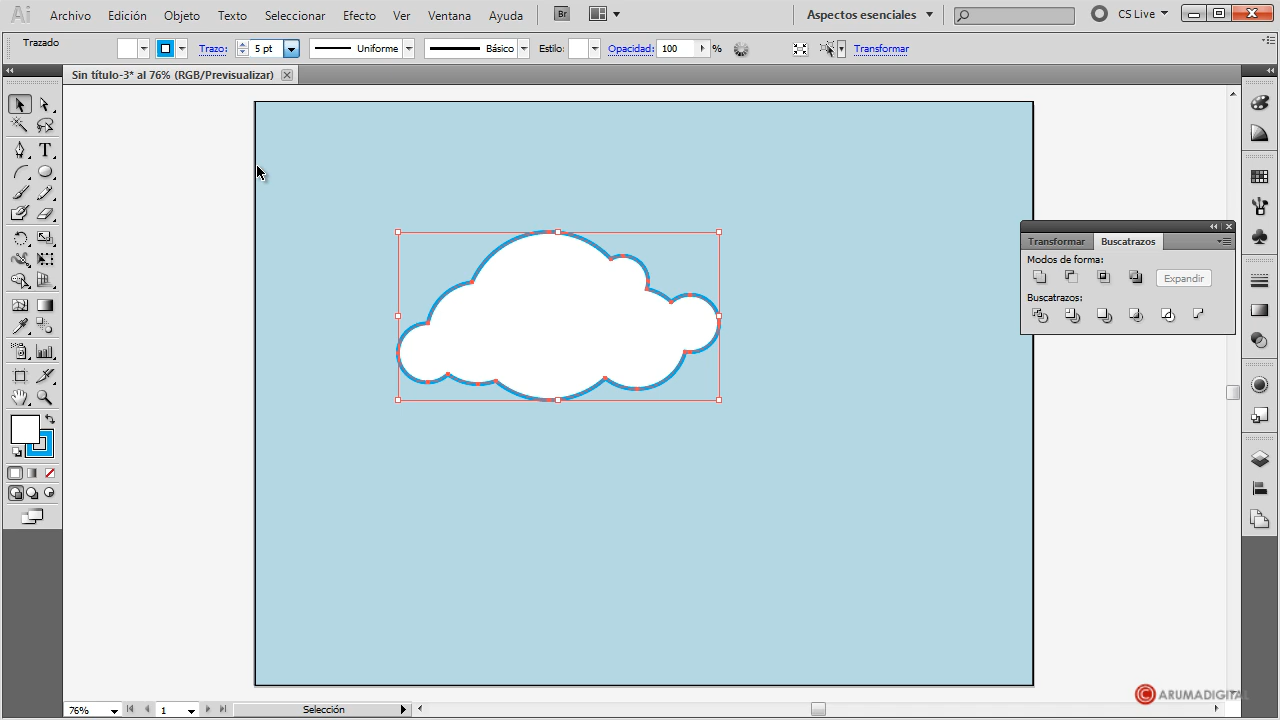 Ai Archivo Edición Objeto Texto Seleccionar Efecto Ver Ventana Ayuda Br Aspectos esenciales CS Live
Trazado Trazo: 5 pt Uniforme Básico Estilo: Opacidad: 100 % Transformar
Sin título-3* al 76% (RGB/Previsualizar)
T
Transformar Buscatrazos
Modos de forma:
Expandir
Buscatrazos:
C ARUMADIGITAL
76% 1 Selección